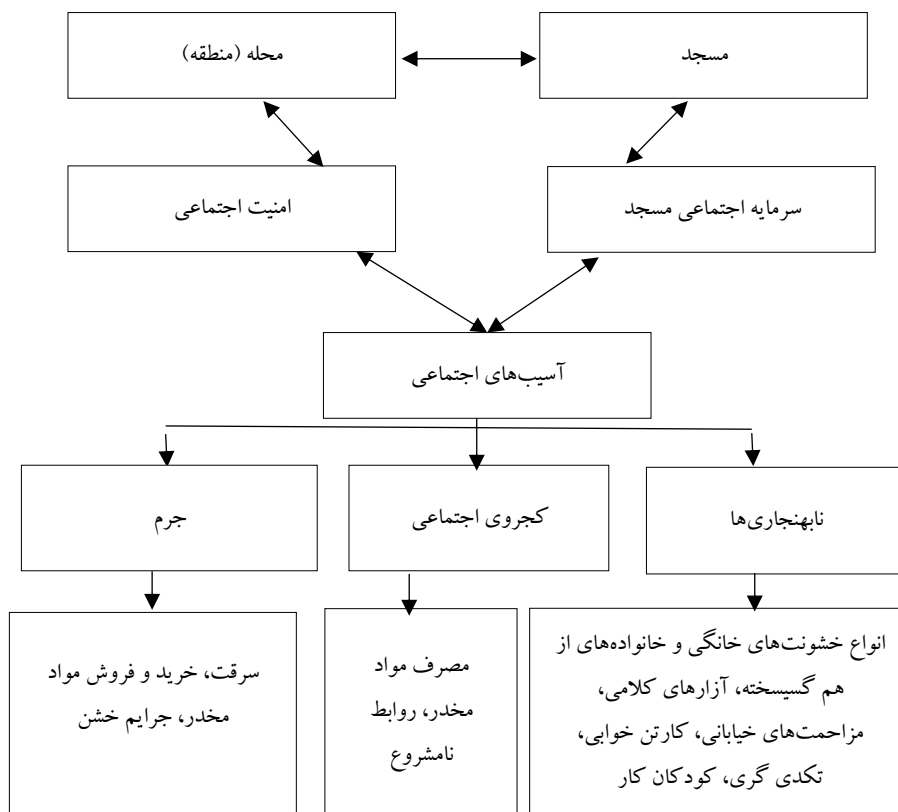 مسجد
محله (منطقه)
سرمایه اجتماعی مسجد
امنیت اجتماعی
آسیب‌های اجتماعی
نابهنجاری‌ها
کجروی اجتماعی
جرم
انواع خشونت‌های خانگی و خانواده‌های از
هم گسیسخته، آزارهای کلامی،
مزاحمت‌های خیابانی، کارتن خوابی،
تکدی گری، کودکان کار
مصرف مواد
مخدر، روابط
نامشروع
سرقت، خرید و فروش مواد
مخدر، جرایم خشن